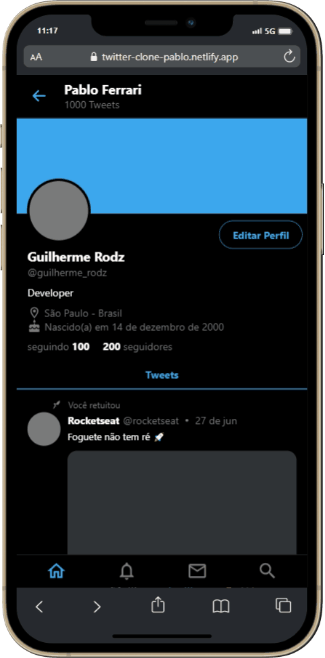 11:17
5G
AA twitter-clone-pablo.netlify.app
Pablo Ferrari
1000 Tweets
Editar Perfil
Guilherme Rodz
@guilherme_rodz
Developer
São Paulo - Brasil
Nascido(a) em 14 de dezembro de 2000
seguindo 100 200 seguidores
Tweets
Você retuitou
Rocketseat @rocketseat • 27 de jun
Foguete não tem ré 🚀